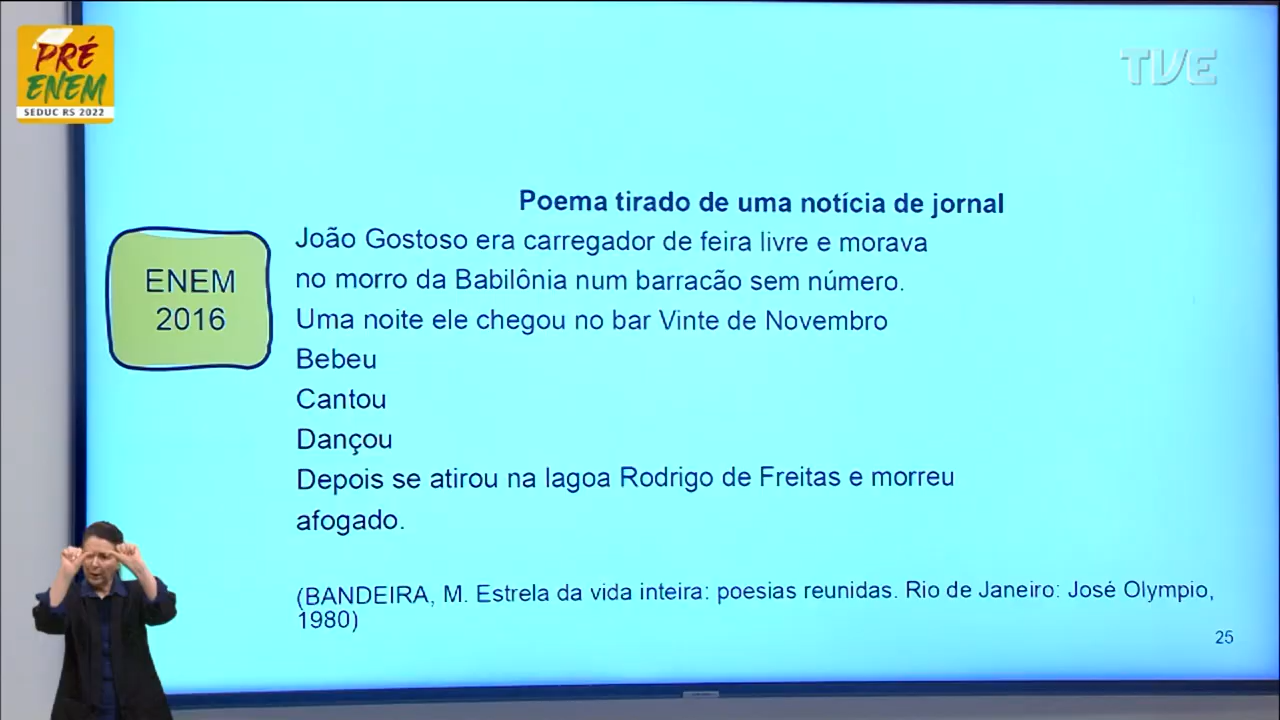 PRÉ
ENEM
SEDUC RS 2022
TVE
Poema tirado de uma notícia de jornal
João Gostoso era carregador de feira livre e morava
no morro da Babilônia num barracão sem número.
ENEM
2016
Uma noite ele chegou no bar Vinte de Novembro
Bebeu
Cantou
Dançou
Depois se atirou na lagoa Rodrigo de Freitas e morreu
afogado.
(BANDEIRA, M. Estrela da vida inteira: poesias reunidas. Rio de Janeiro: José Olympio,
1980)
25